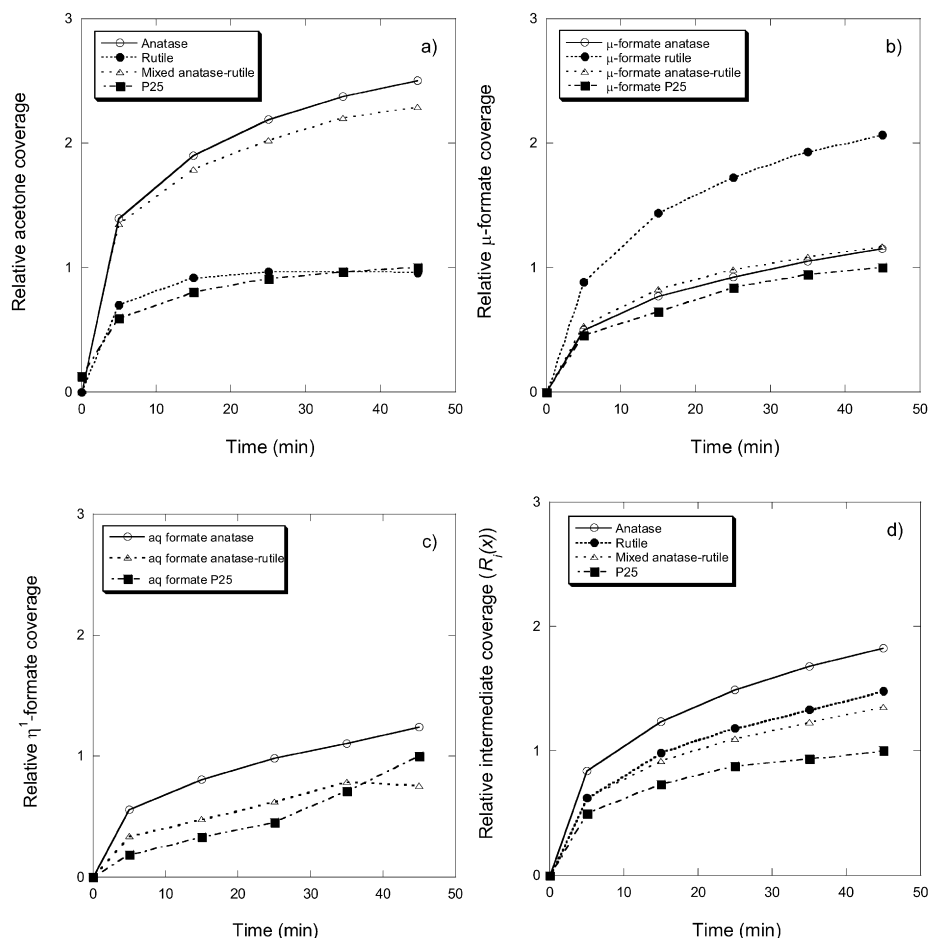 3
Anatase
Rutile
Mixed anatase-rutile
P25
a)
2
1
0
0 10 20 30 40 50
Relative acetone coverage
Time (min)
3
μ-formate anatase
μ-formate rutile
μ-formate anatase-rutile
μ-formate P25
b)
2
1
0
0 10 20 30 40 50
Relative μ-formate coverage
Time (min)
3
aq formate anatase
aq formate anatase-rutile
aq formate P25
c)
2
1
0
0 10 20 30 40 50
Relative η¹-formate coverage
Time (min)
3
Anatase
Rutile
Mixed anatase-rutile
P25
d)
2
1
0
0 10 20 30 40 50
Relative intermediate coverage (Rᵢ(x))
Time (min)